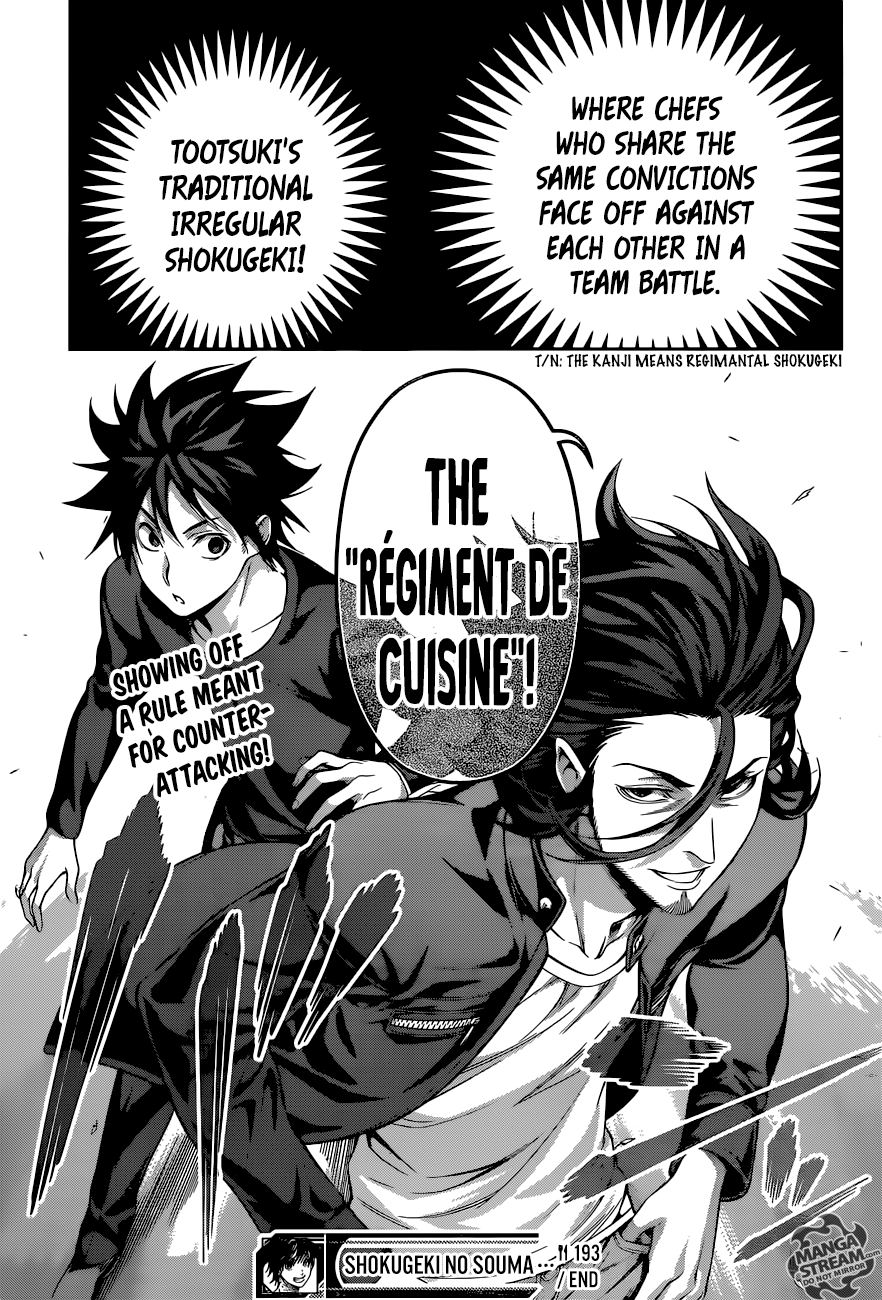 WHERE CHEFS
WHO SHARE THE
SAME CONVICTIONS
FACE OFF AGAINST
EACH OTHER IN A
TEAM BATTLE.
TOOTSUKI'S
TRADITIONAL
IRREGULAR
SHOKUGEKI!
T/N: THE KANJI MEANS REGIMANTAL SHOKUGEKI
THE
"RÉGIMENT DE
CUISINE"!
SHOWING OFF
A RULE MEANT
FOR COUNTER-
ATTACKING!
SHOKUGEKI NO SOUMA ... 193
/ END
MANGA
STREAM.com
DO NOT MIRROR